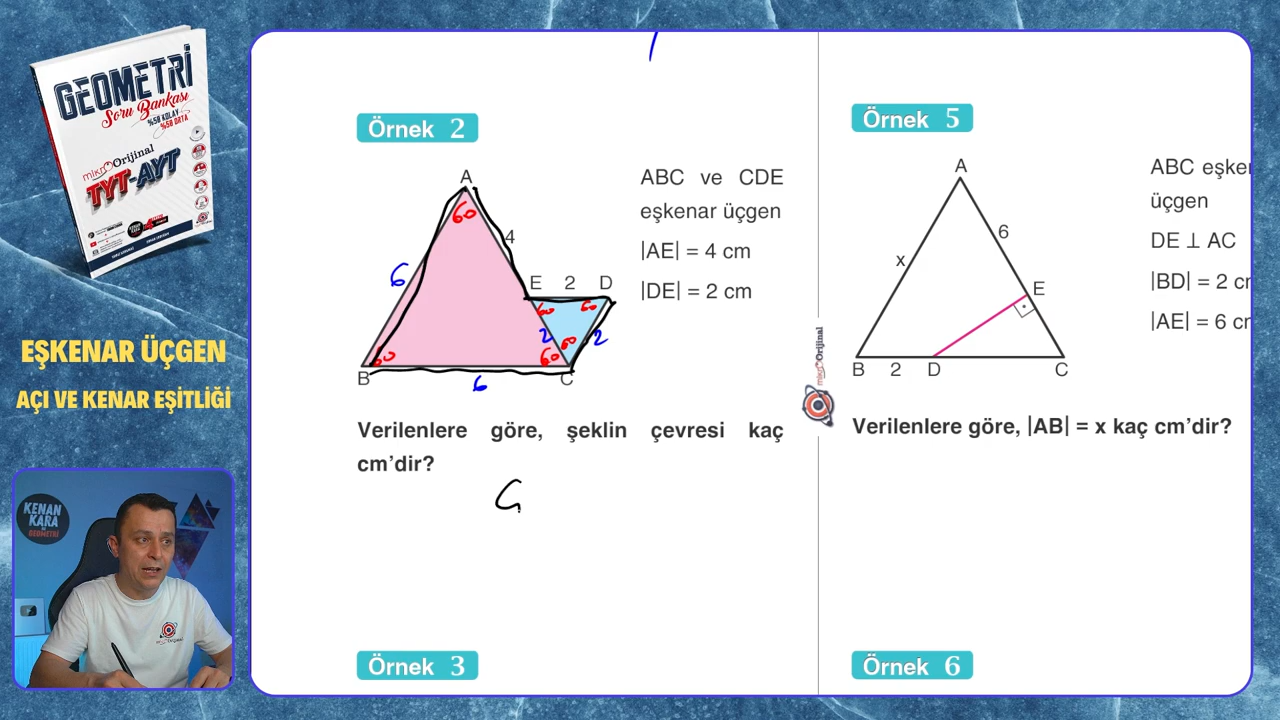 GEOMETRİ
Soru Bankası
%50 KOLAY
%50 ORTA
mikro Orijinal
TYT-AYT
EŞKENAR ÜÇGEN
AÇI VE KENAR EŞİTLİĞİ
KENAN
KARA
GEOMETRİ
Örnek 2
A
60
4
6
E 2 D
60 60
2 60 2
60 60
B C
6
ABC ve CDE
eşkenar üçgen
|AE| = 4 cm
|DE| = 2 cm
Verilenlere göre, şeklin çevresi kaç
cm'dir?
Örnek 3
mikro Orijinal
Örnek 5
A
6
x
E
B 2 D C
ABC eşker
üçgen
DE ⊥ AC
|BD| = 2 cr
|AE| = 6 cr
Verilenlere göre, |AB| = x kaç cm'dir?
Örnek 6